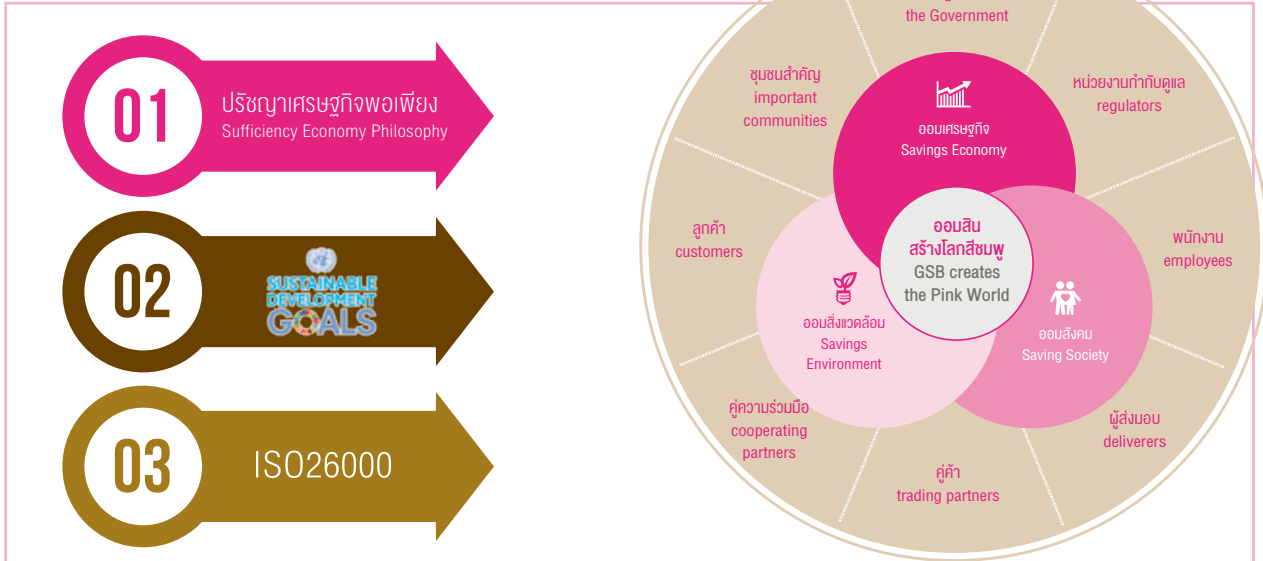 01
ปรัชญาเศรษฐกิจพอเพียง
Sufficiency Economy Philosophy
02
SUSTAINABLE
DEVELOPMENT
GOALS
03
ISO26000
the Government
หน่วยงานกำกับดูแล
regulators
พนักงาน
employees
ผู้ส่งมอบ
deliverers
คู่ค้า
trading partners
คู่ความร่วมมือ
cooperating
partners
ลูกค้า
customers
ชุมชนสำคัญ
important
communities
ออมเศรษฐกิจ
Savings Economy
ออมสังคม
Saving Society
ออมสิ่งแวดล้อม
Savings
Environment
ออมสิน
สร้างโลกสีชมพู
GSB creates
the Pink World